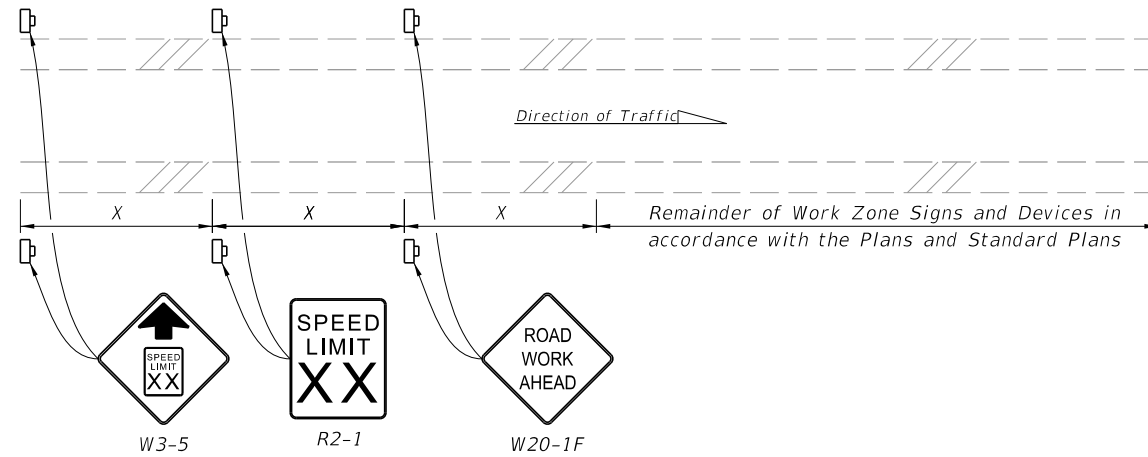 Direction of Traffic
X
X
X
Remainder of Work Zone Signs and Devices in
accordance with the Plans and Standard Plans
SPEED
LIMIT
XX
W3-5
SPEED
LIMIT
XX
R2-1
ROAD
WORK
AHEAD
W20-1F